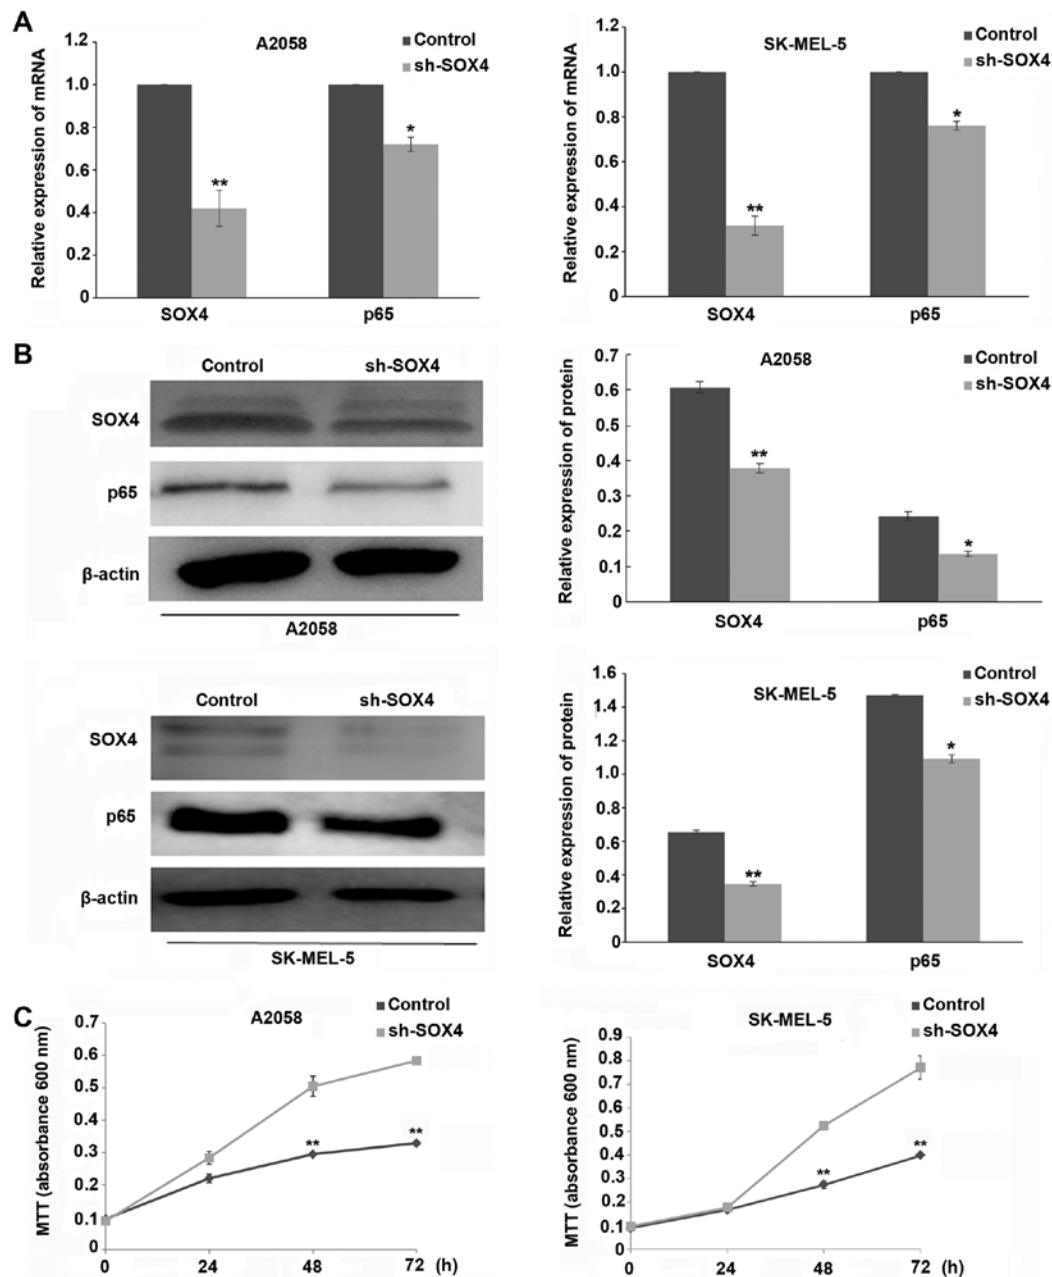 A
A2058
Control
sh-SOX4
Relative expression of mRNA
1.2
1.0
0.8
0.6
0.4
0.2
0
**
*
SOX4
p65
SK-MEL-5
Control
sh-SOX4
Relative expression of mRNA
1.2
1.0
0.8
0.6
0.4
0.2
0
**
*
SOX4
p65
B
Control
sh-SOX4
SOX4
p65
β-actin
A2058
A2058
Control
sh-SOX4
Relative expression of protein
0.7
0.6
0.5
0.4
0.3
0.2
0.1
0
**
*
SOX4
p65
Control
sh-SOX4
SOX4
p65
β-actin
SK-MEL-5
SK-MEL-5
Control
sh-SOX4
Relative expression of protein
1.6
1.4
1.2
1.0
0.8
0.6
0.4
0.2
0
**
*
SOX4
p65
C
A2058
Control
sh-SOX4
MTT (absorbance 600 nm)
0.7
0.6
0.5
0.4
0.3
0.2
0.1
0
**
**
0
24
48
72
(h)
SK-MEL-5
Control
sh-SOX4
MTT (absorbance 600 nm)
0.9
0.8
0.7
0.6
0.5
0.4
0.3
0.2
0.1
0
**
**
0
24
48
72
(h)